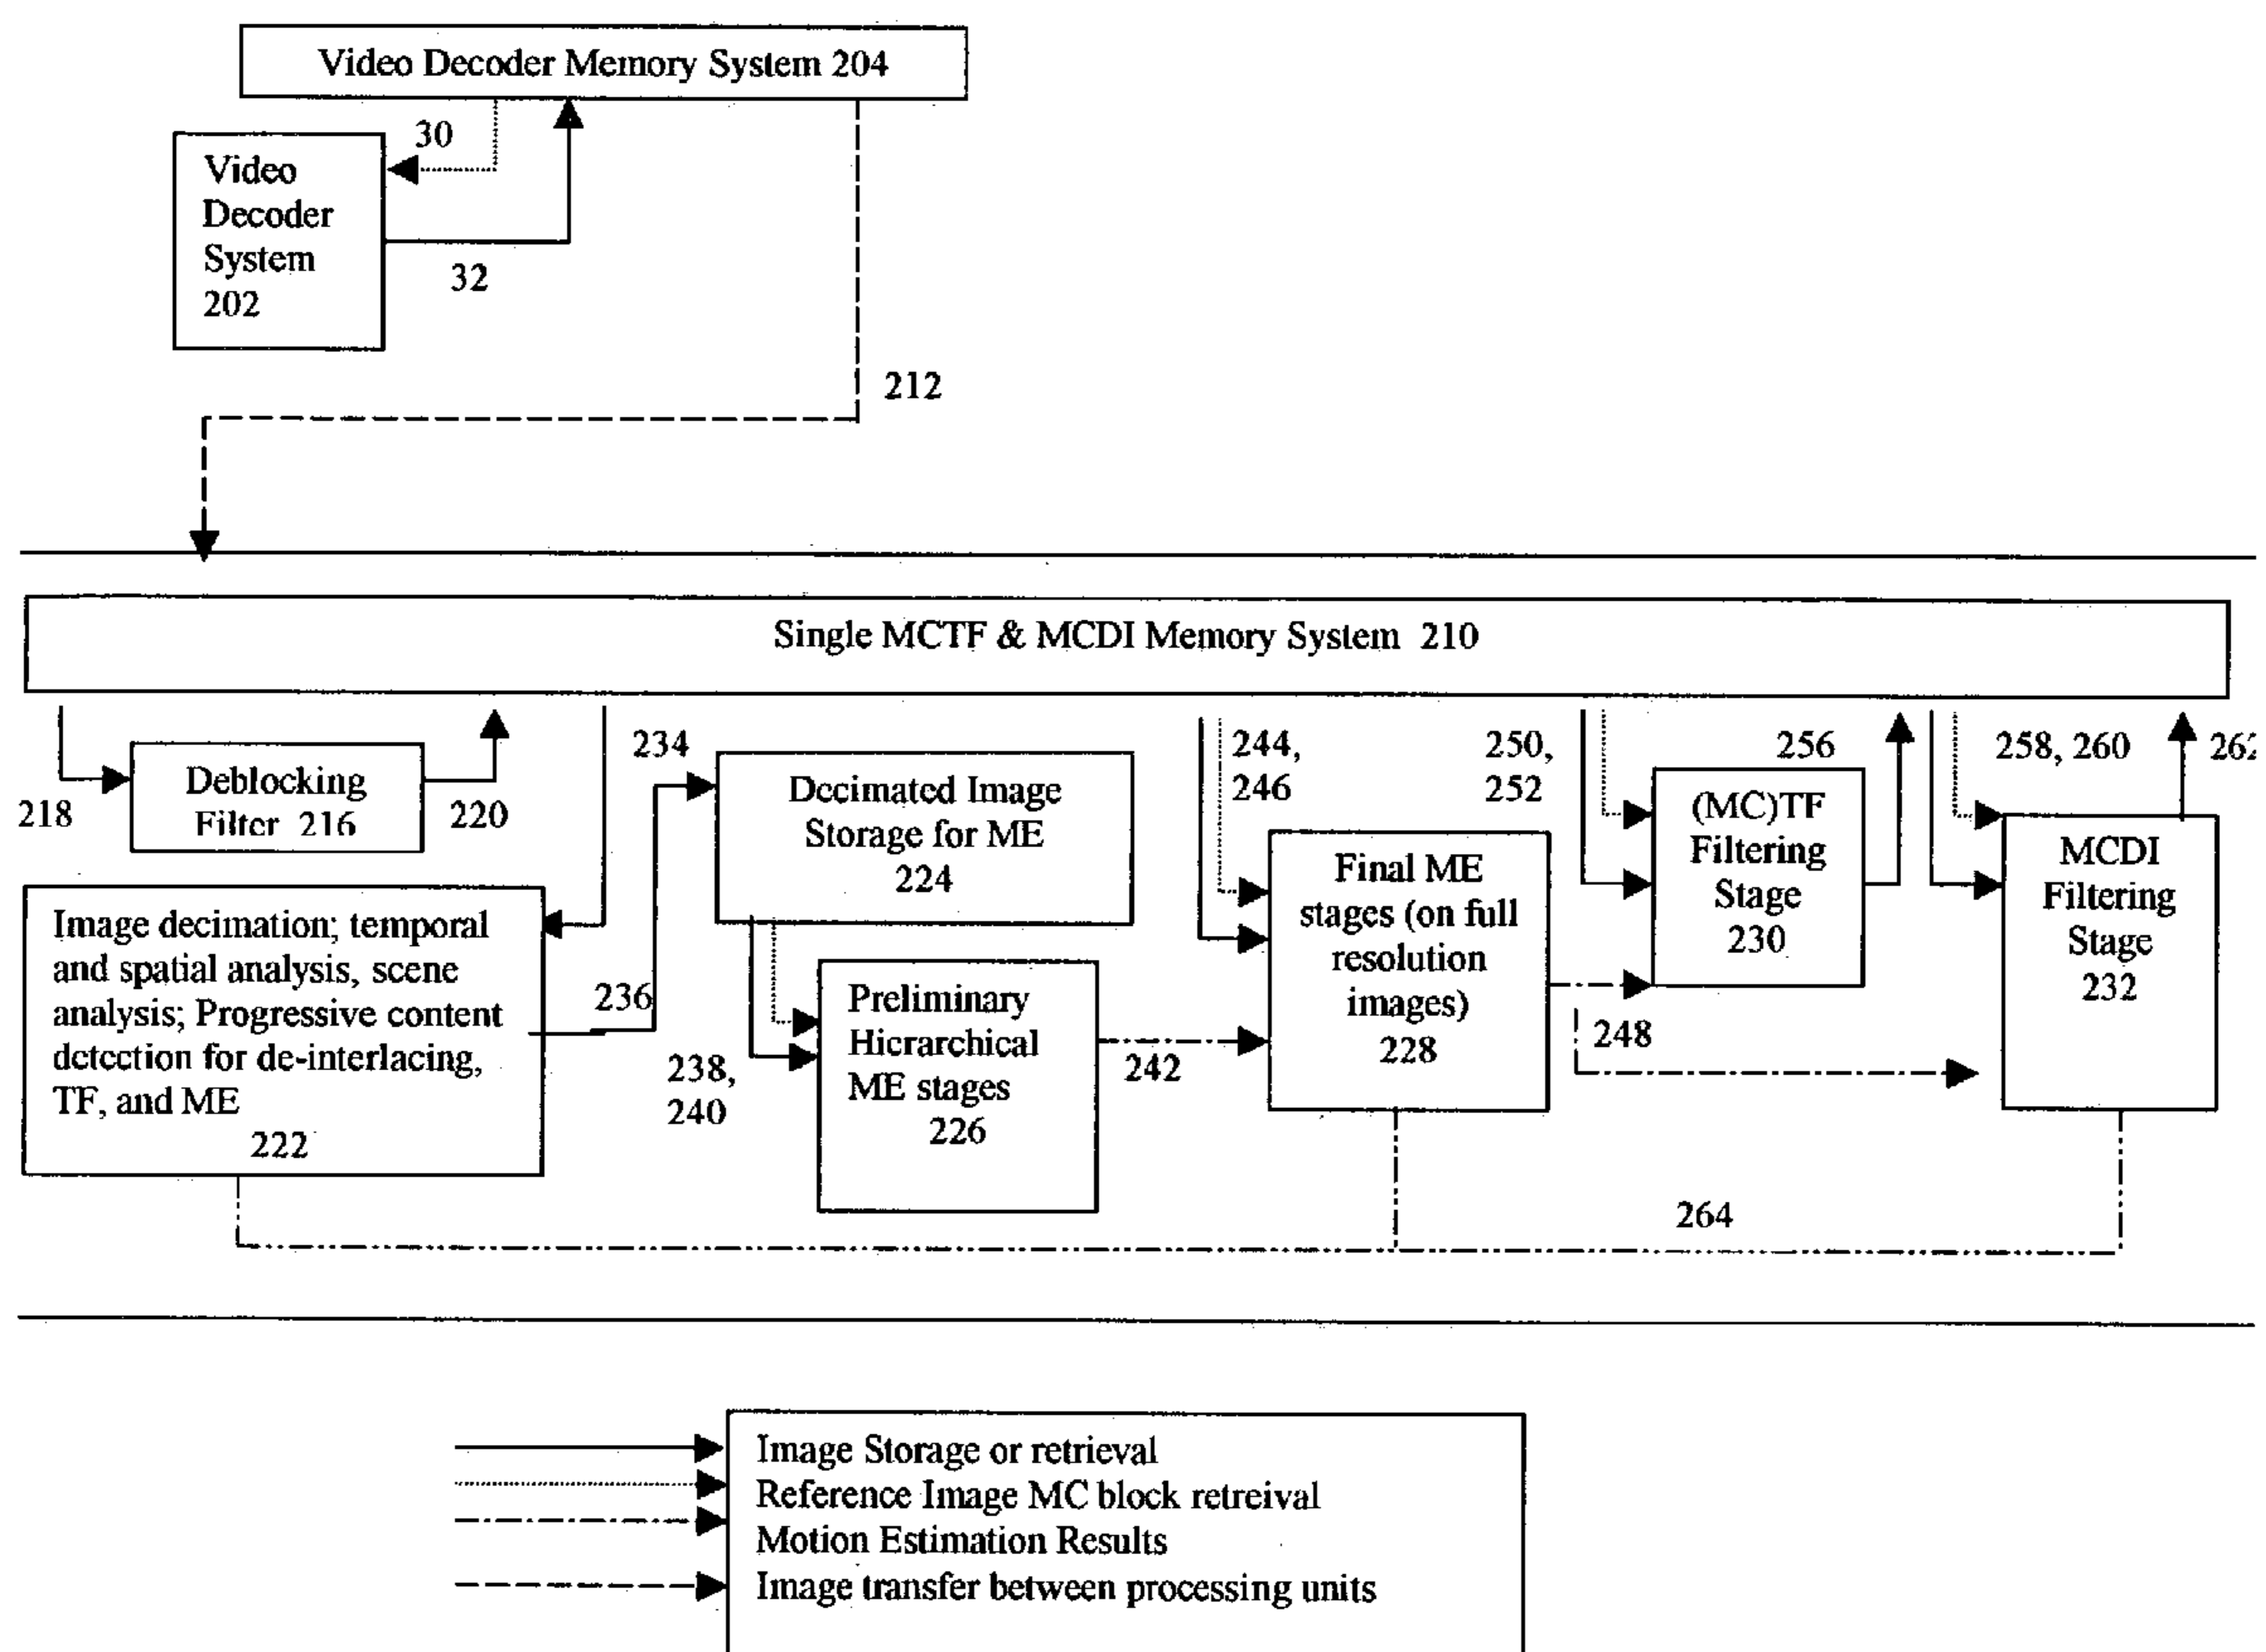 Video Decoder Memory System 204
30
Video
Decoder
System
202
32
212
Single MCTF & MCDI Memory System 210
218
Deblocking
Filter 216
220
234
Decimated Image
Storage for ME
224
244,
246
250,
252
256
258, 260
262
(MC)TF
Filtering
Stage
230
MCDI
Filtering
Stage
232
Final ME
stages (on full
resolution
images)
228
Image decimation; temporal
and spatial analysis, scene
analysis; Progressive content
detection for de-interlacing,
TF, and ME
222
236
238,
240
Preliminary
Hierarchical
ME stages
226
242
248
264
Image Storage or retrieval
Reference Image MC block retreival
Motion Estimation Results
Image transfer between processing units